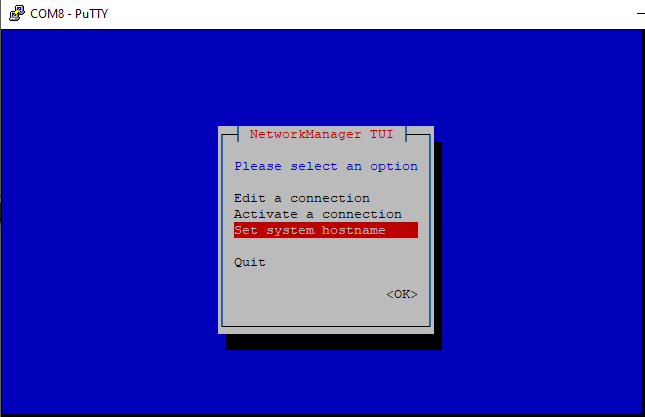 COM8 - PuTTY
NetworkManager TUI
Please select an option
Edit a connection
Activate a connection
Set system hostname
Quit
<OK>